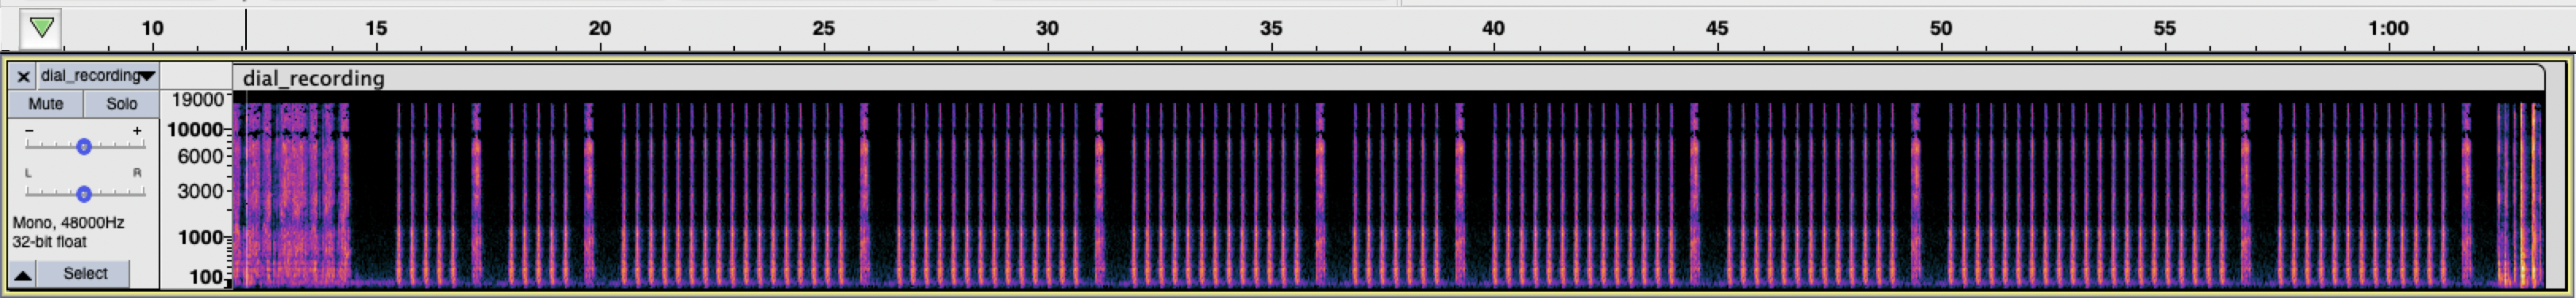 10 15 20 25 30 35 40 45 50 55 1:00
× dial_recording dial_recording
Mute Solo
- +
L R
Mono, 48000Hz
32-bit float
Select
19000
10000
6000
3000
1000
100